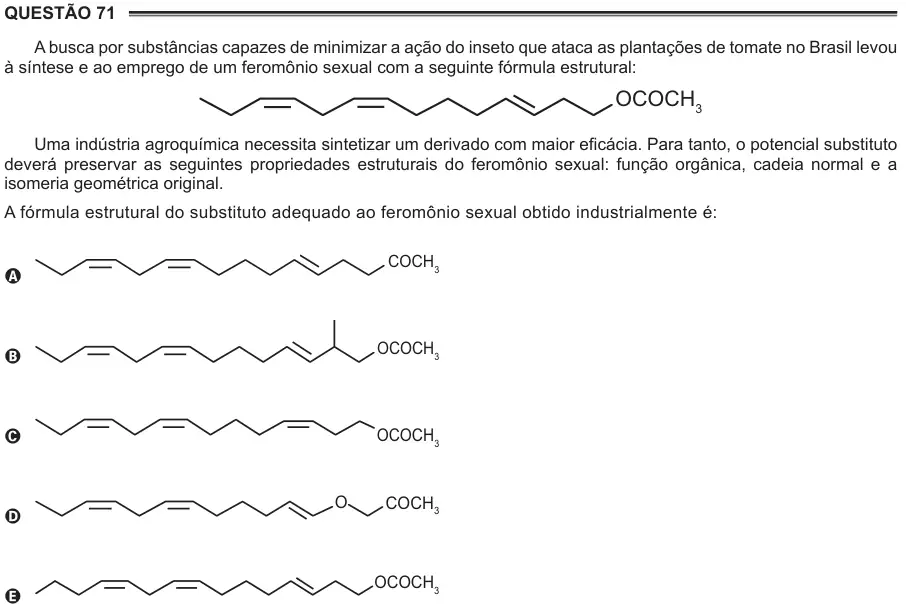 QUESTÃO 71
A busca por substâncias capazes de minimizar a ação do inseto que ataca as plantações de tomate no Brasil levou
à síntese e ao emprego de um feromônio sexual com a seguinte fórmula estrutural:
OCOCH3
Uma indústria agroquímica necessita sintetizar um derivado com maior eficácia. Para tanto, o potencial substituto
deverá preservar as seguintes propriedades estruturais do feromônio sexual: função orgânica, cadeia normal e a
isomeria geométrica original.
A fórmula estrutural do substituto adequado ao feromônio sexual obtido industrialmente é:
A COCH3
B OCOCH3
C OCOCH3
D O COCH3
E OCOCH3